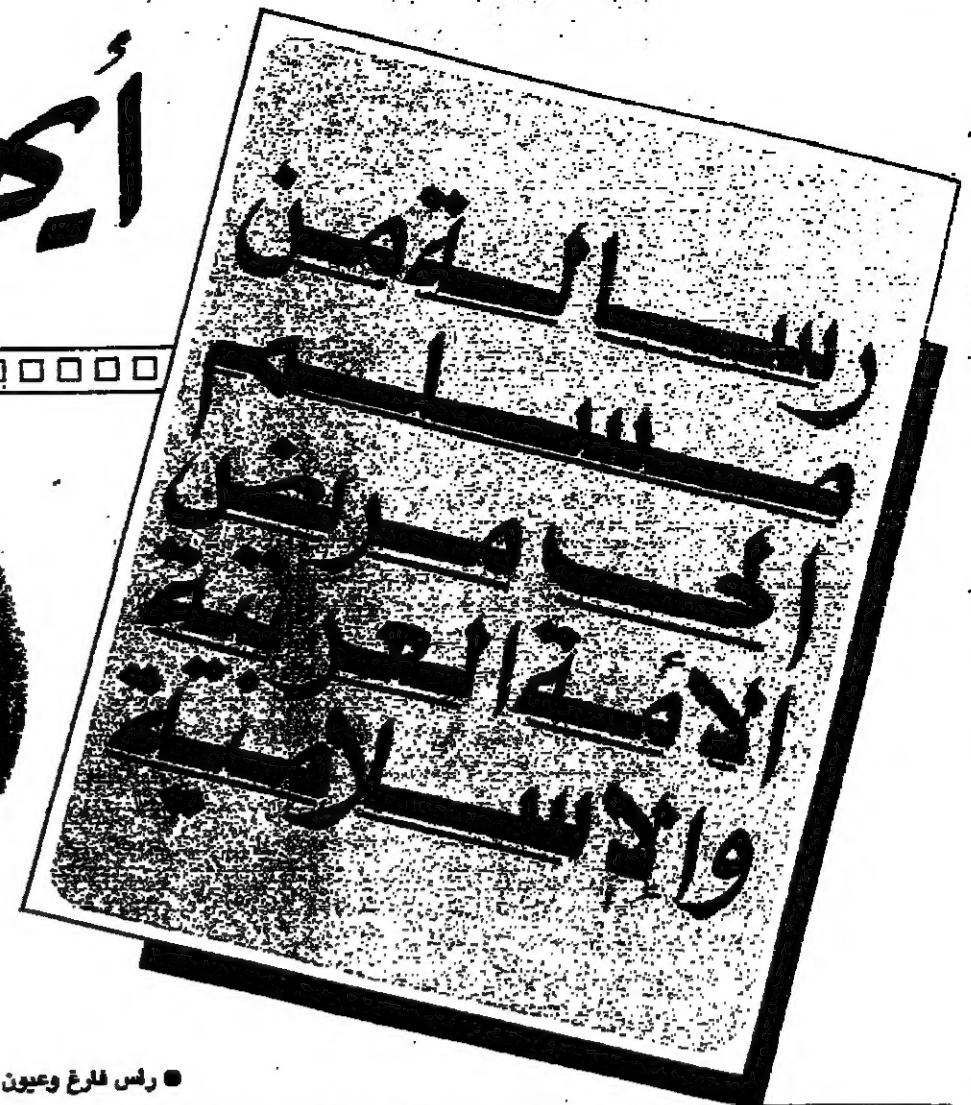 رسالة من
مسلم
إلى مريض
الأمة العربية
والإسلامية
● رأس فارغ وعيون